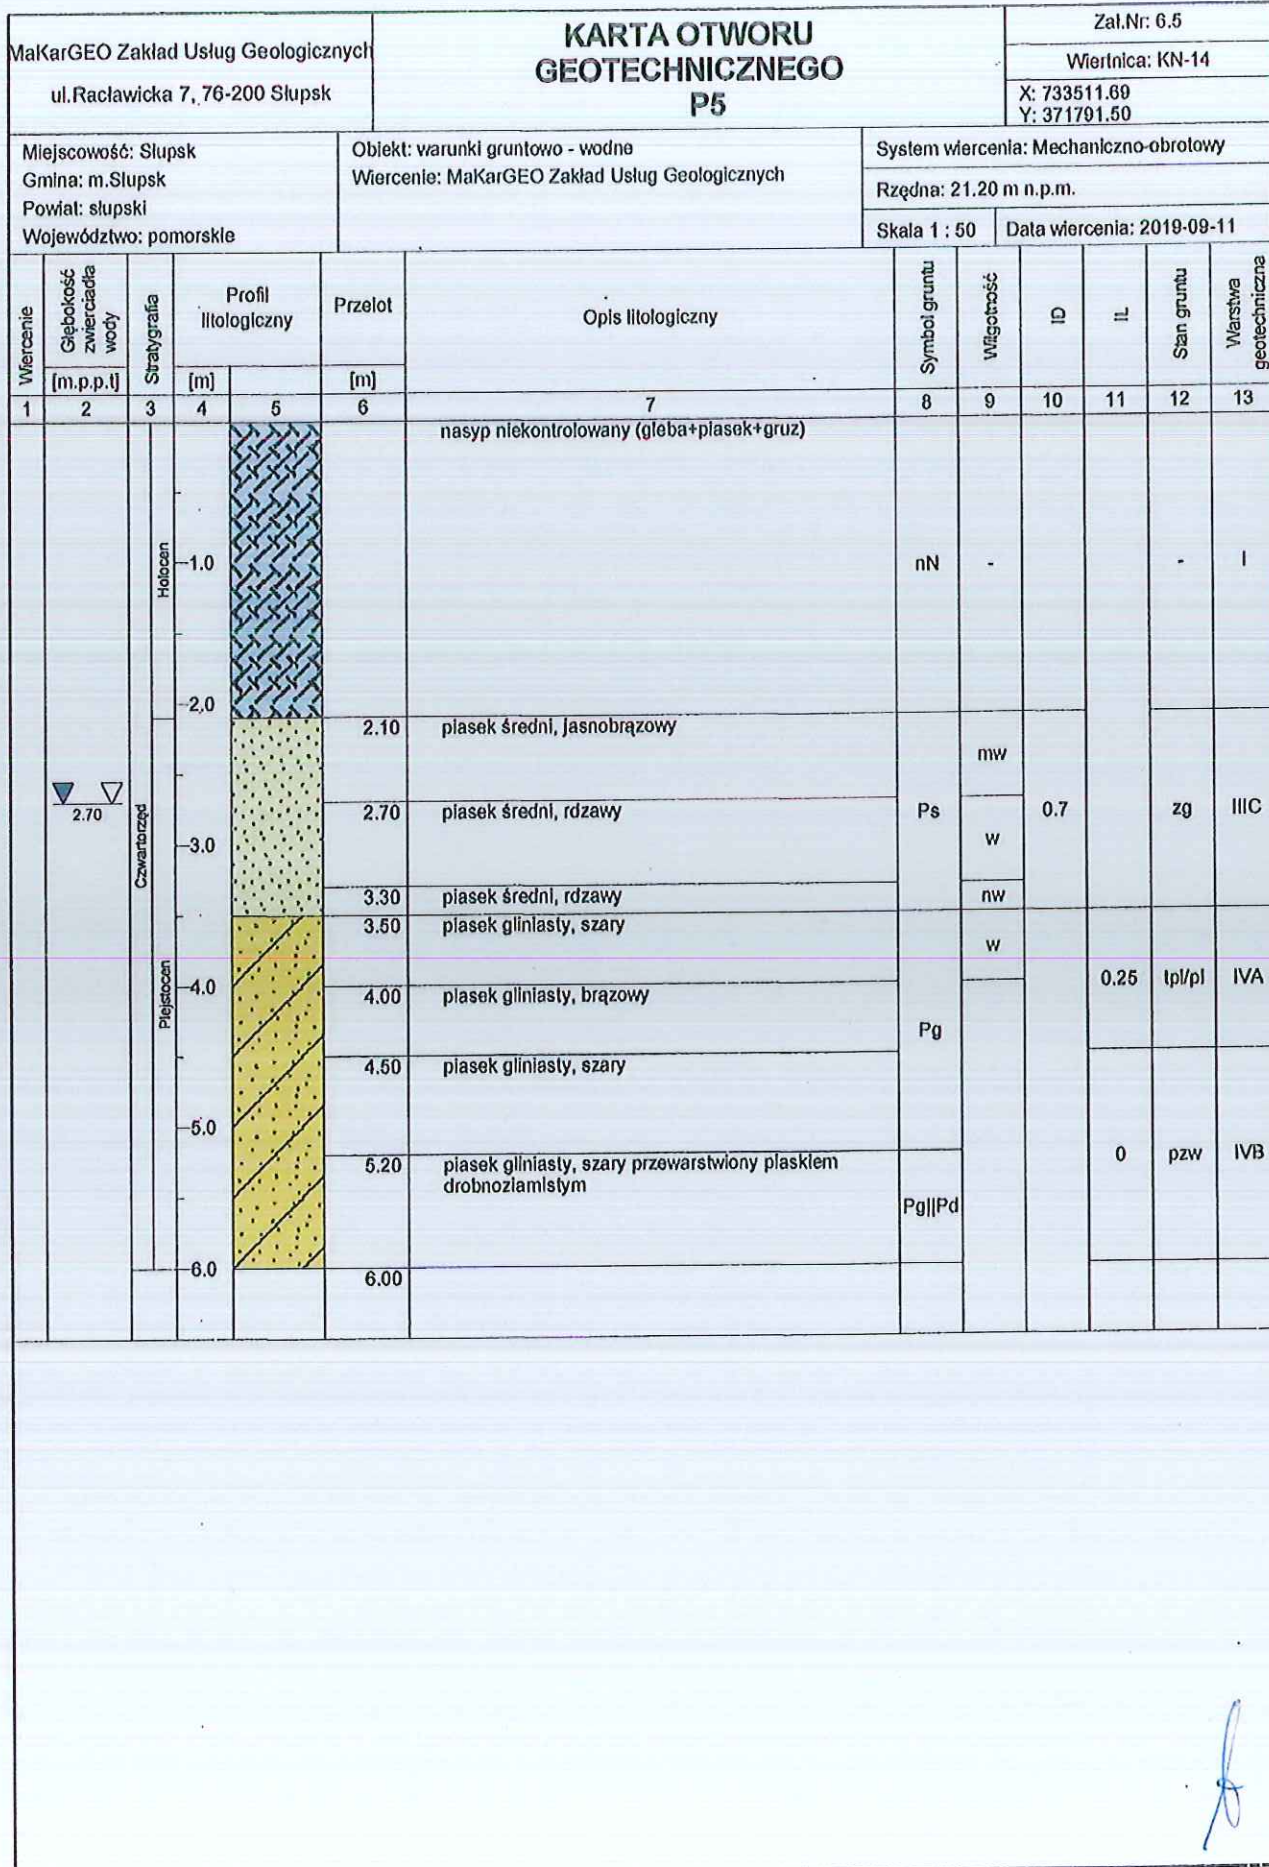 MaKarGEO Zakład Usług Geologicznych
ul.Racławicka 7, 76-200 Słupsk
KARTA OTWORU
GEOTECHNICZNEGO
P5
Zał.Nr: 6.5
Wiertnica: KN-14
X: 733511.69
Y: 371791.50
Miejscowość: Słupsk
Gmina: m.Słupsk
Powiat: słupski
Województwo: pomorskie
Obiekt: warunki gruntowo - wodne
Wiercenie: MaKarGEO Zakład Usług Geologicznych
System wiercenia: Mechaniczno-obrotowy
Rzędna: 21.20 m n.p.m.
Skala 1 : 50
Data wiercenia: 2019-09-11
Wiercenie
Głębokość
zwierciadła
wody
[m.p.p.t]
Stratygrafia
Profil
litologiczny
[m]
Przelot
[m]
Opis litologiczny
Symbol gruntu
Wilgotność
ID
IL
Stan gruntu
Warstwa
geotechniczna
1 2 3 4 5 6 7 8 9 10 11 12 13
nasyp niekontrolowany (gleba+piasek+gruz)
Holocen
-1.0
nN - - I
-2.0
2.10 piasek średni, jasnobrązowy
mw
2.70
2.70 piasek średni, rdzawy
Ps 0.7 zg IIIC
Czwartorzęd
-3.0
w
3.30 piasek średni, rdzawy
nw
3.50 piasek gliniasty, szary
w
Plejstocen
-4.0
4.00 piasek gliniasty, brązowy
0.25 tpl/pl IVA
Pg
4.50 piasek gliniasty, szary
-5.0
5.20 piasek gliniasty, szary przewarstwiony piaskiem
drobnoziarnistym
0 pzw IVB
Pg||Pd
-6.0
6.00